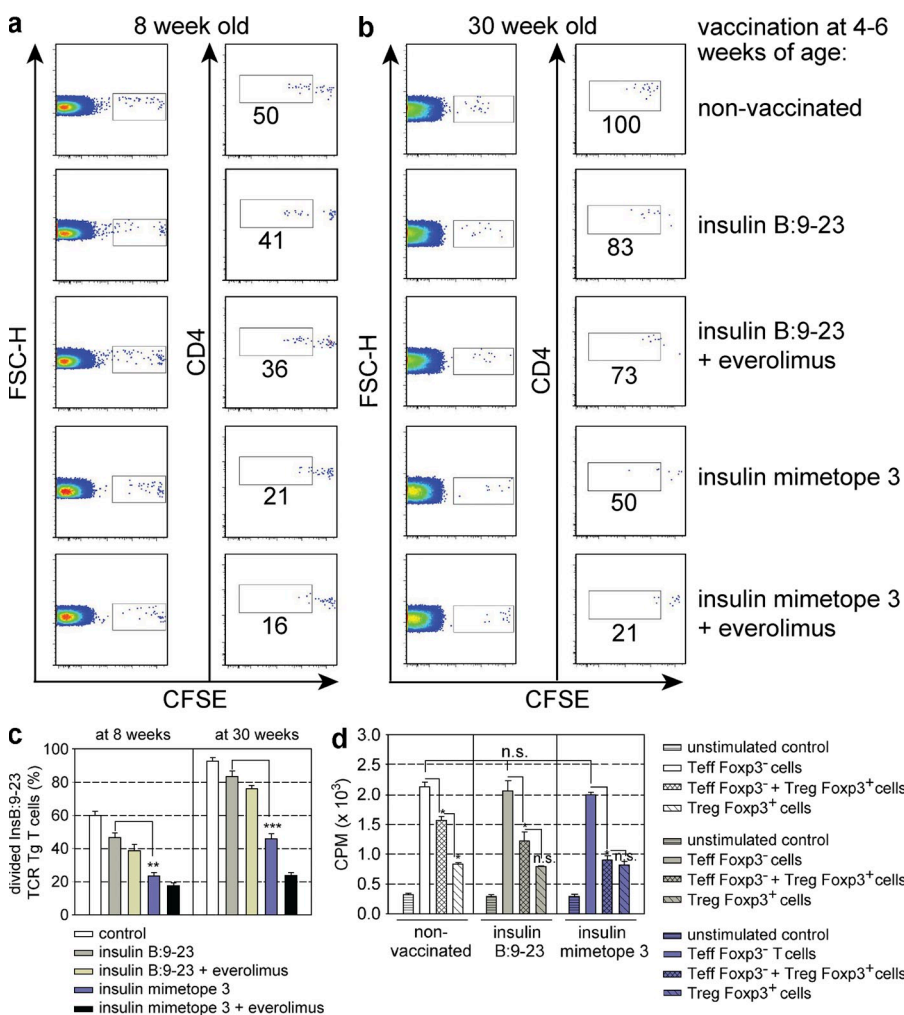 a
8 week old
b
30 week old
vaccination at 4-6
weeks of age:
50
100
non-vaccinated
41
83
insulin B:9-23
FSC-H
CD4
36
FSC-H
CD4
73
insulin B:9-23
+ everolimus
21
50
insulin mimetope 3
16
21
insulin mimetope 3
+ everolimus
CFSE
CFSE
c
at 8 weeks
at 30 weeks
divided InsB:9-23
TCR Tg T cells (%)
100
80
60
40
20
0
**
***
control
insulin B:9-23
insulin B:9-23 + everolimus
insulin mimetope 3
insulin mimetope 3 + everolimus
d
CPM (x 10³)
3.0
2.5
2.0
1.5
1.0
0.5
0.0
n.s.
*
*
*
n.s.
*
n.s.
non-
vaccinated
insulin
B:9-23
insulin
mimetope 3
unstimulated control
Teff Foxp3⁻ cells
Teff Foxp3⁻ + Treg Foxp3⁺ cells
Treg Foxp3⁺ cells
unstimulated control
Teff Foxp3⁻ cells
Teff Foxp3⁻ + Treg Foxp3⁺ cells
Treg Foxp3⁺ cells
unstimulated control
Teff Foxp3⁻ T cells
Teff Foxp3⁻ + Treg Foxp3⁺ cells
Treg Foxp3⁺ cells